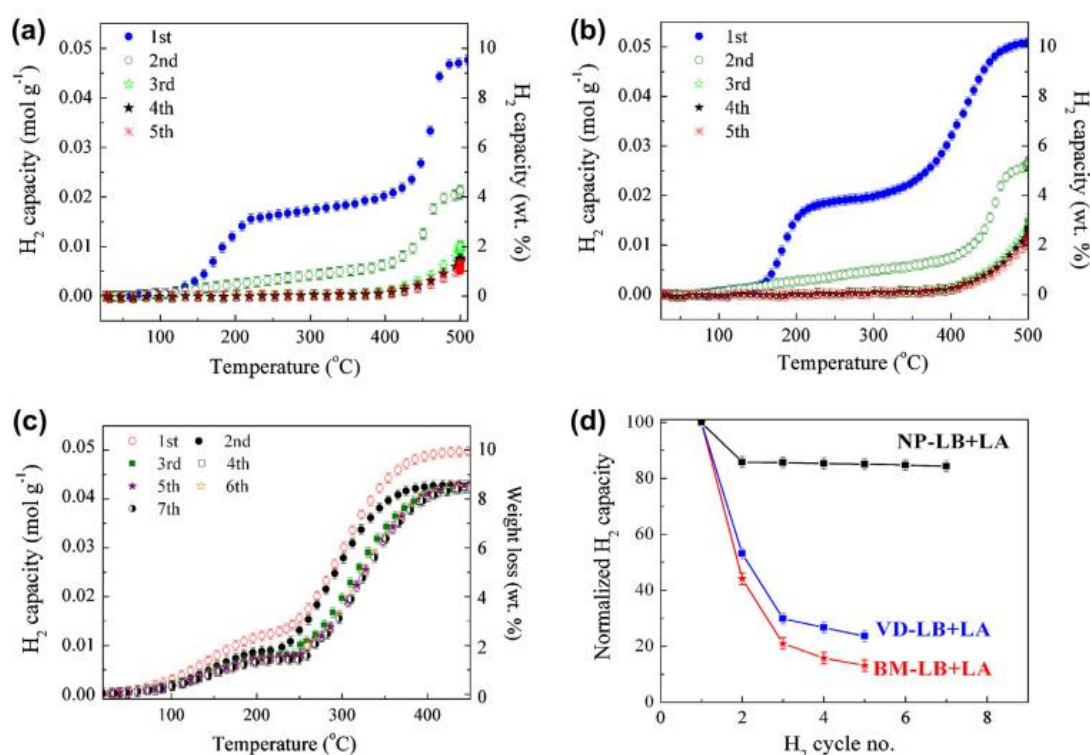 (a)
1st
2nd
3rd
4th
5th
H₂ capacity (mol g⁻¹)
0.05
0.04
0.03
0.02
0.01
0.00
10
8
6
4
2
0
H₂ capacity (wt. %)
100 200 300 400 500
Temperature (°C)
(b)
1st
2nd
3rd
4th
5th
H₂ capacity (mol g⁻¹)
0.05
0.04
0.03
0.02
0.01
0.00
10
8
6
4
2
0
H₂ capacity (wt. %)
100 200 300 400 500
Temperature (°C)
(c)
1st 2nd
3rd 4th
5th 6th
7th
H₂ capacity (mol g⁻¹)
0.05
0.04
0.03
0.02
0.01
0.00
10
8
6
4
2
0
Weight loss (wt. %)
100 200 300 400
Temperature (°C)
(d)
Normalized H₂ capacity
100
80
60
40
20
0
NP-LB+LA
VD-LB+LA
BM-LB+LA
0 2 4 6 8
H₂ cycle no.